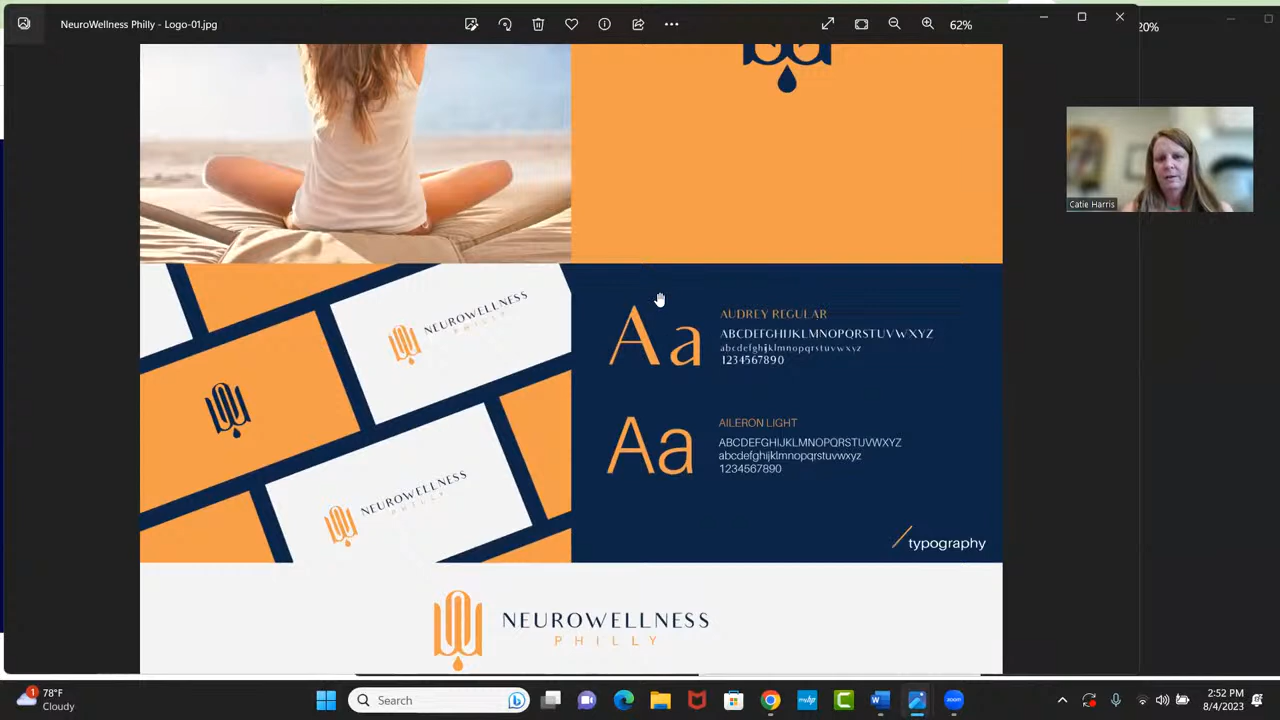 NeuroWellness Philly - Logo-01.jpg
62%
20%
Catie Harris
NEUROWELLNESS
PHILLY
Aa
AUDREY REGULAR
ABCDEFGHIJKLMNOPQRSTUVWXYZ
abcdefghijklmnopqrstuvwxyz
1234567890
NEUROWELLNESS
PHILLY
Aa
AILERON LIGHT
ABCDEFGHIJKLMNOPQRSTUVWXYZ
abcdefghijklmnopqrstuvwxyz
1234567890
typography
NEUROWELLNESS
PHILLY
1
78°F
Cloudy
Search
2:52 PM
8/4/2023